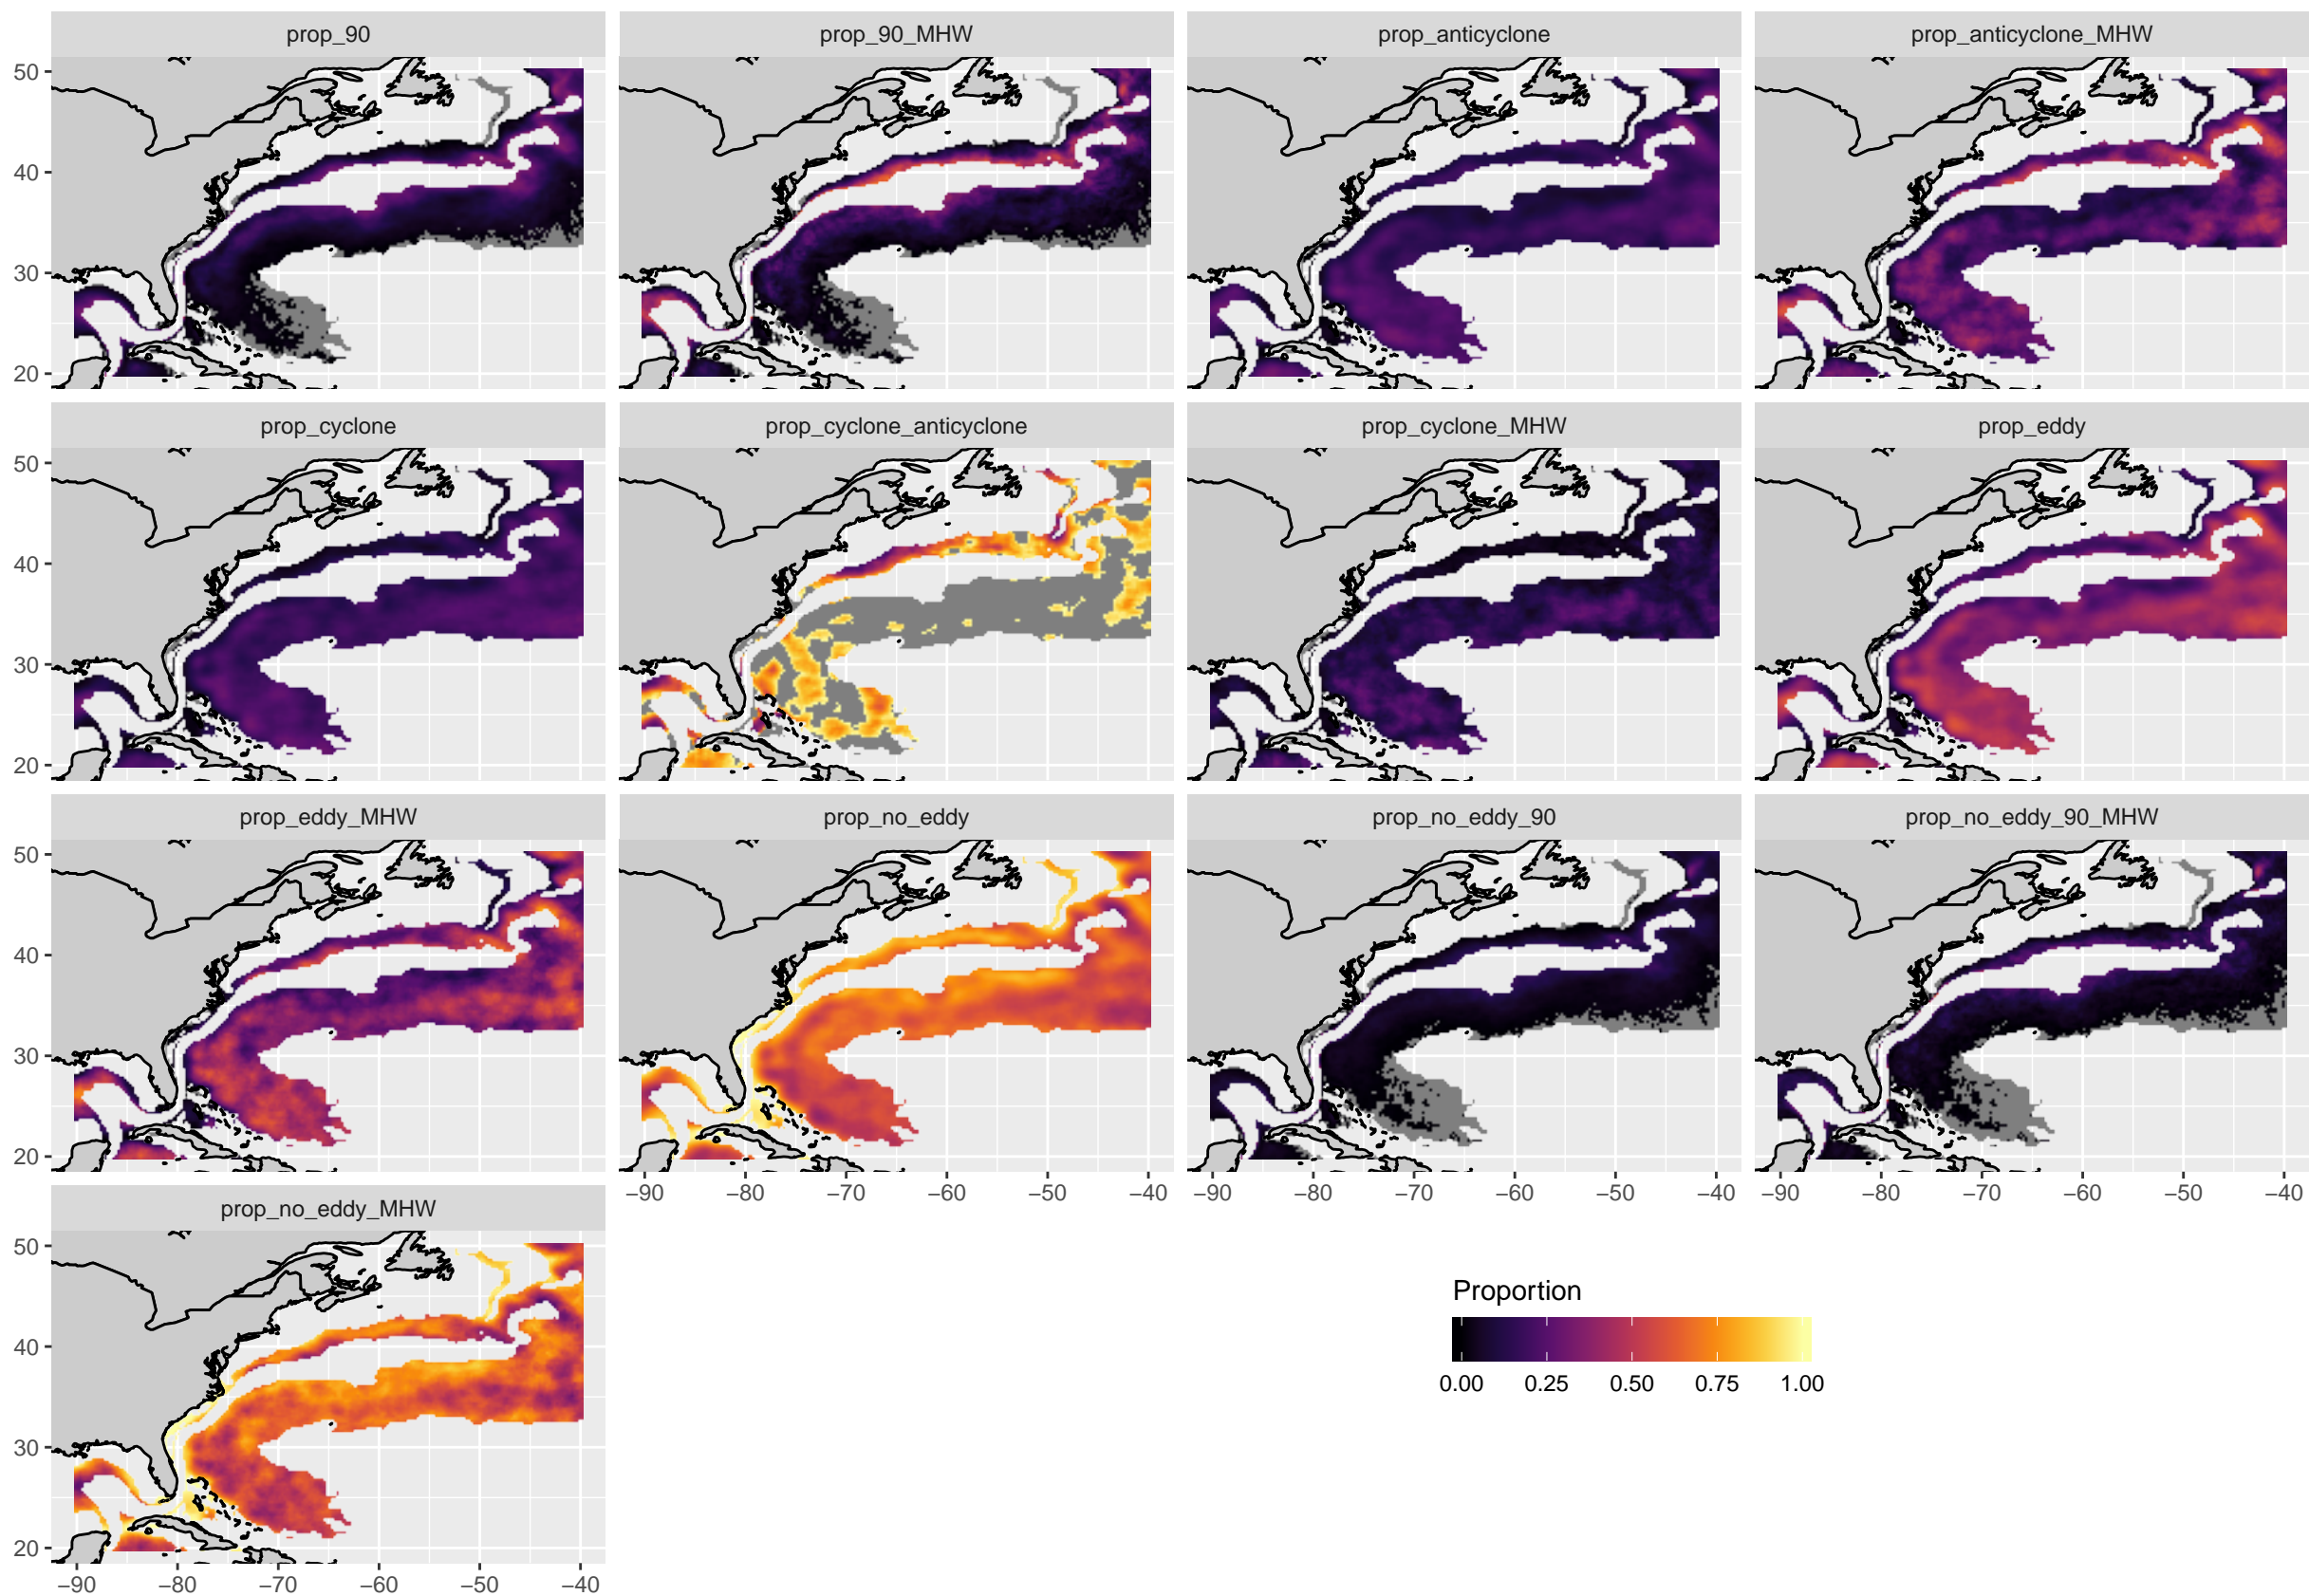 prop_90 prop_90_MHW prop_anticyclone prop_anticyclone_MHW
50
40
30
20
prop_cyclone prop_cyclone_anticyclone prop_cyclone_MHW prop_eddy
50
40
30
20
prop_eddy_MHW prop_no_eddy prop_no_eddy_90 prop_no_eddy_90_MHW
50
40
30
20
−90 −80 −70 −60 −50 −40 −90 −80 −70 −60 −50 −40 −90 −80 −70 −60 −50 −40
prop_no_eddy_MHW
50
40
30
20
−90 −80 −70 −60 −50 −40
Proportion
0.00 0.25 0.50 0.75 1.00